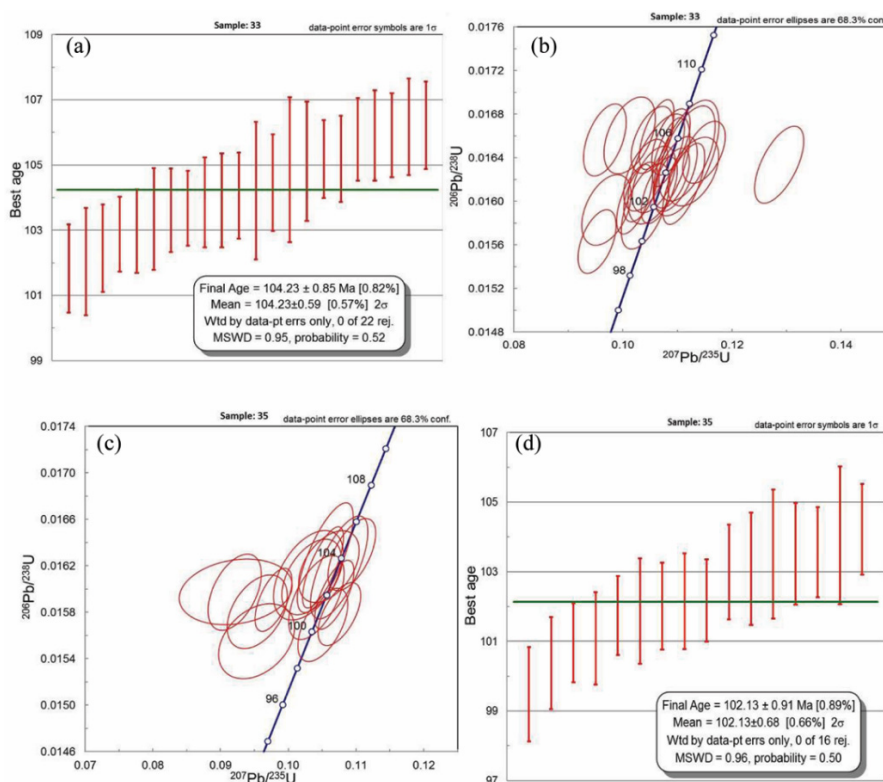 Sample: 33 data-point error symbols are 1σ
(a)
109
107
105
103
101
99
Best age
Final Age = 104.23 ± 0.85 Ma [0.82%]
Mean = 104.23±0.59 [0.57%] 2σ
Wtd by data-pt errs only, 0 of 22 rej.
MSWD = 0.95, probability = 0.52
Sample: 33 data-point error ellipses are 68.3% conf.
(b)
0.0176
0.0172
0.0168
0.0164
0.0160
0.0156
0.0152
0.0148
²⁰⁶Pb/²³⁸U
110
106
102
98
0.08 0.10 0.12 0.14
²⁰⁷Pb/²³⁵U
Sample: 35 data-point error ellipses are 68.3% conf.
(c)
0.0174
0.0170
0.0166
0.0162
0.0158
0.0154
0.0150
0.0146
²⁰⁶Pb/²³⁸U
108
104
100
96
0.07 0.08 0.09 0.10 0.11 0.12
²⁰⁷Pb/²³⁵U
Sample: 35 data-point error symbols are 1σ
(d)
107
105
103
101
99
97
Best age
Final Age = 102.13 ± 0.91 Ma [0.89%]
Mean = 102.13±0.68 [0.66%] 2σ
Wtd by data-pt errs only, 0 of 16 rej.
MSWD = 0.96, probability = 0.50